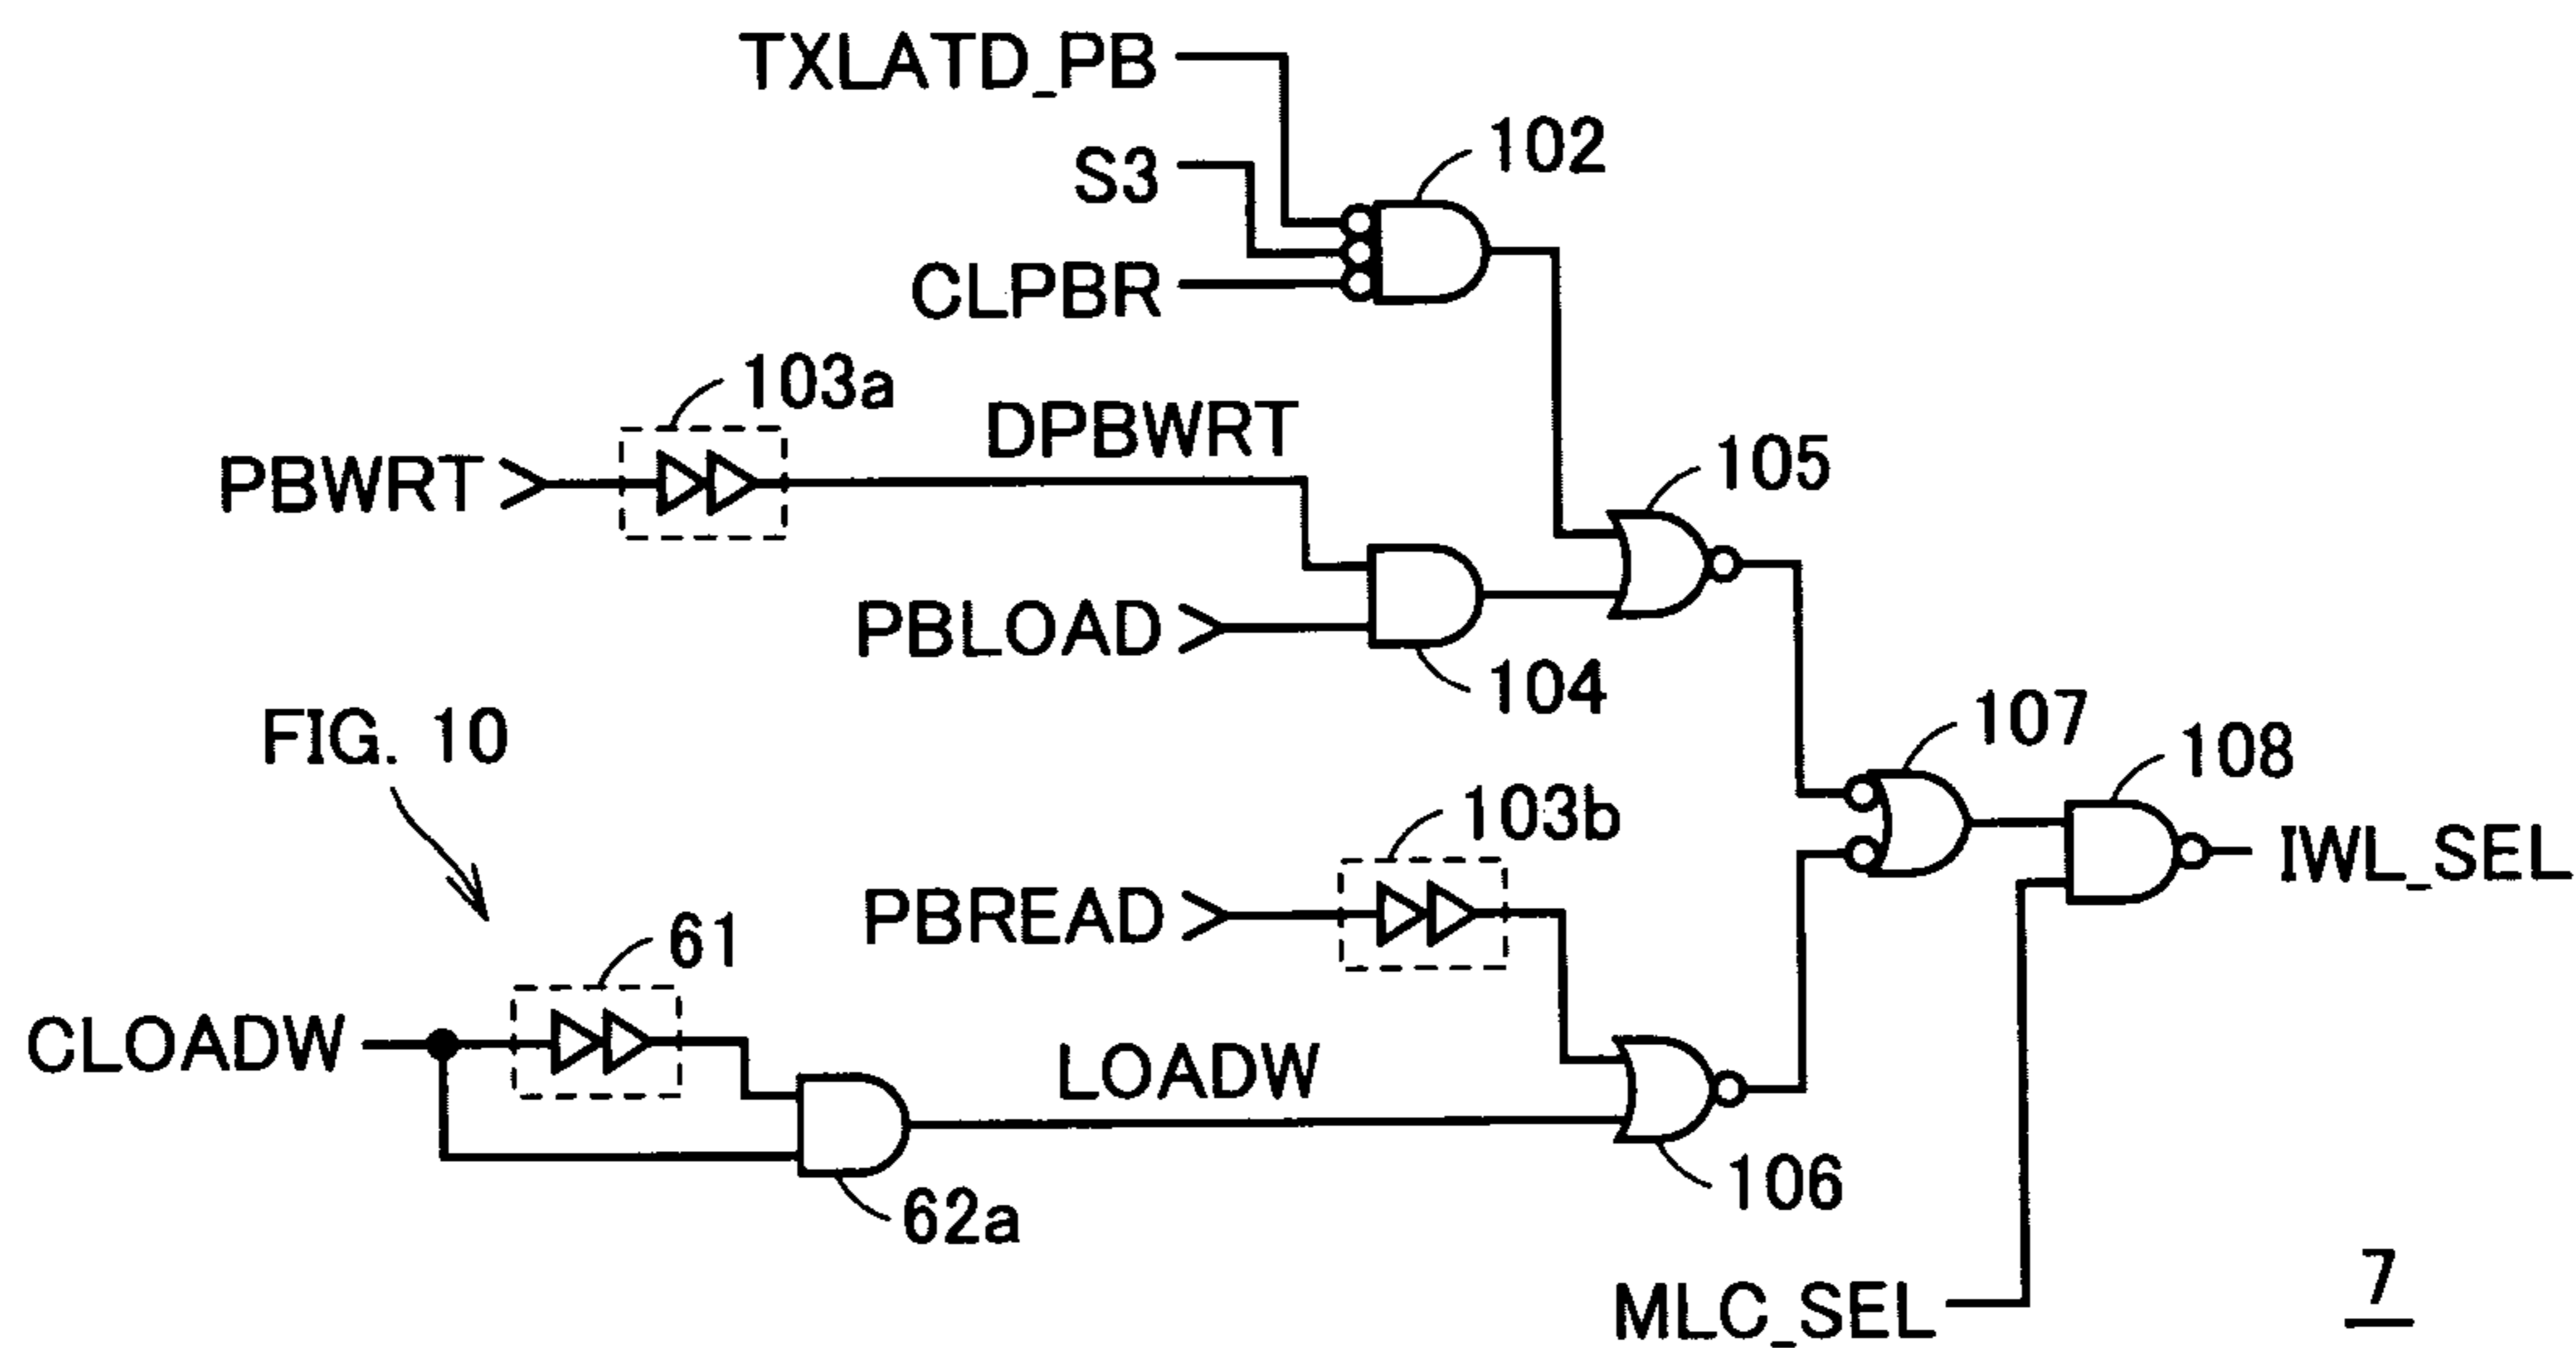 TXLATD_PB
102
S3
CLPBR
103a
DPBWRT
PBWRT
105
PBLOAD
104
FIG. 10
107
108
103b
IWL_SEL
PBREAD
61
CLOADW
LOADW
106
62a
MLC_SEL
7